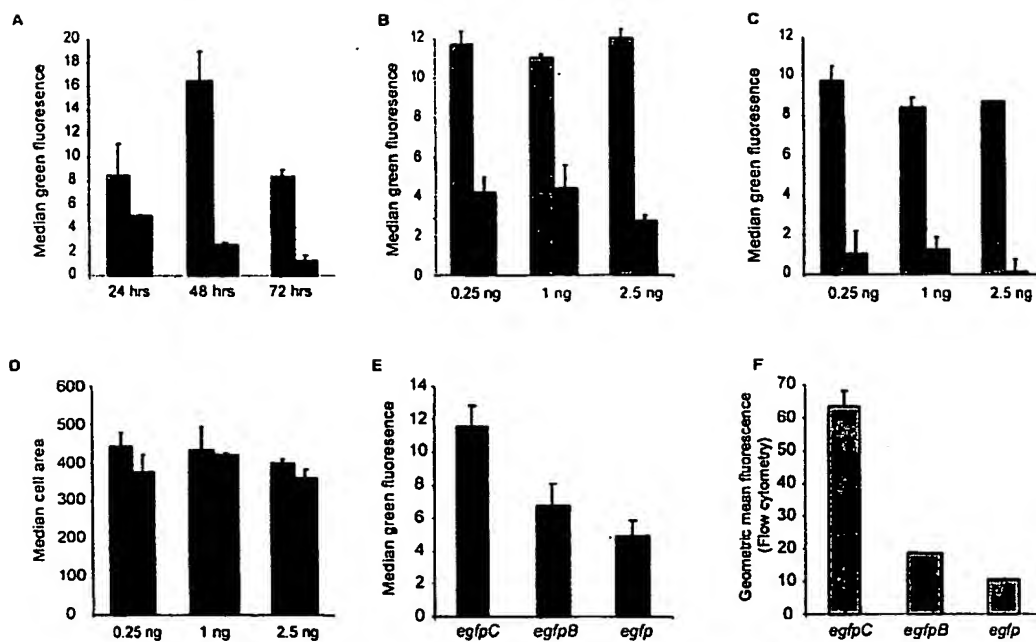 A
Median green fluoresence
20
18
16
14
12
10
8
6
4
2
0
24 hrs 48 hrs 72 hrs
B
Median green fluoresence
12
10
8
6
4
2
0
0.25 ng 1 ng 2.5 ng
C
Median green fluoresence
12
10
8
6
4
2
0
0.25 ng 1 ng 2.5 ng
D
Median cell area
600
500
400
300
200
100
0
0.25 ng 1 ng 2.5 ng
E
Median green fluoresence
14
12
10
8
6
4
2
0
egfpC egfpB egfp
F
Geometric mean fluorescence
(Flow cytometry)
70
60
50
40
30
20
10
0
egfpC egfpB egfp